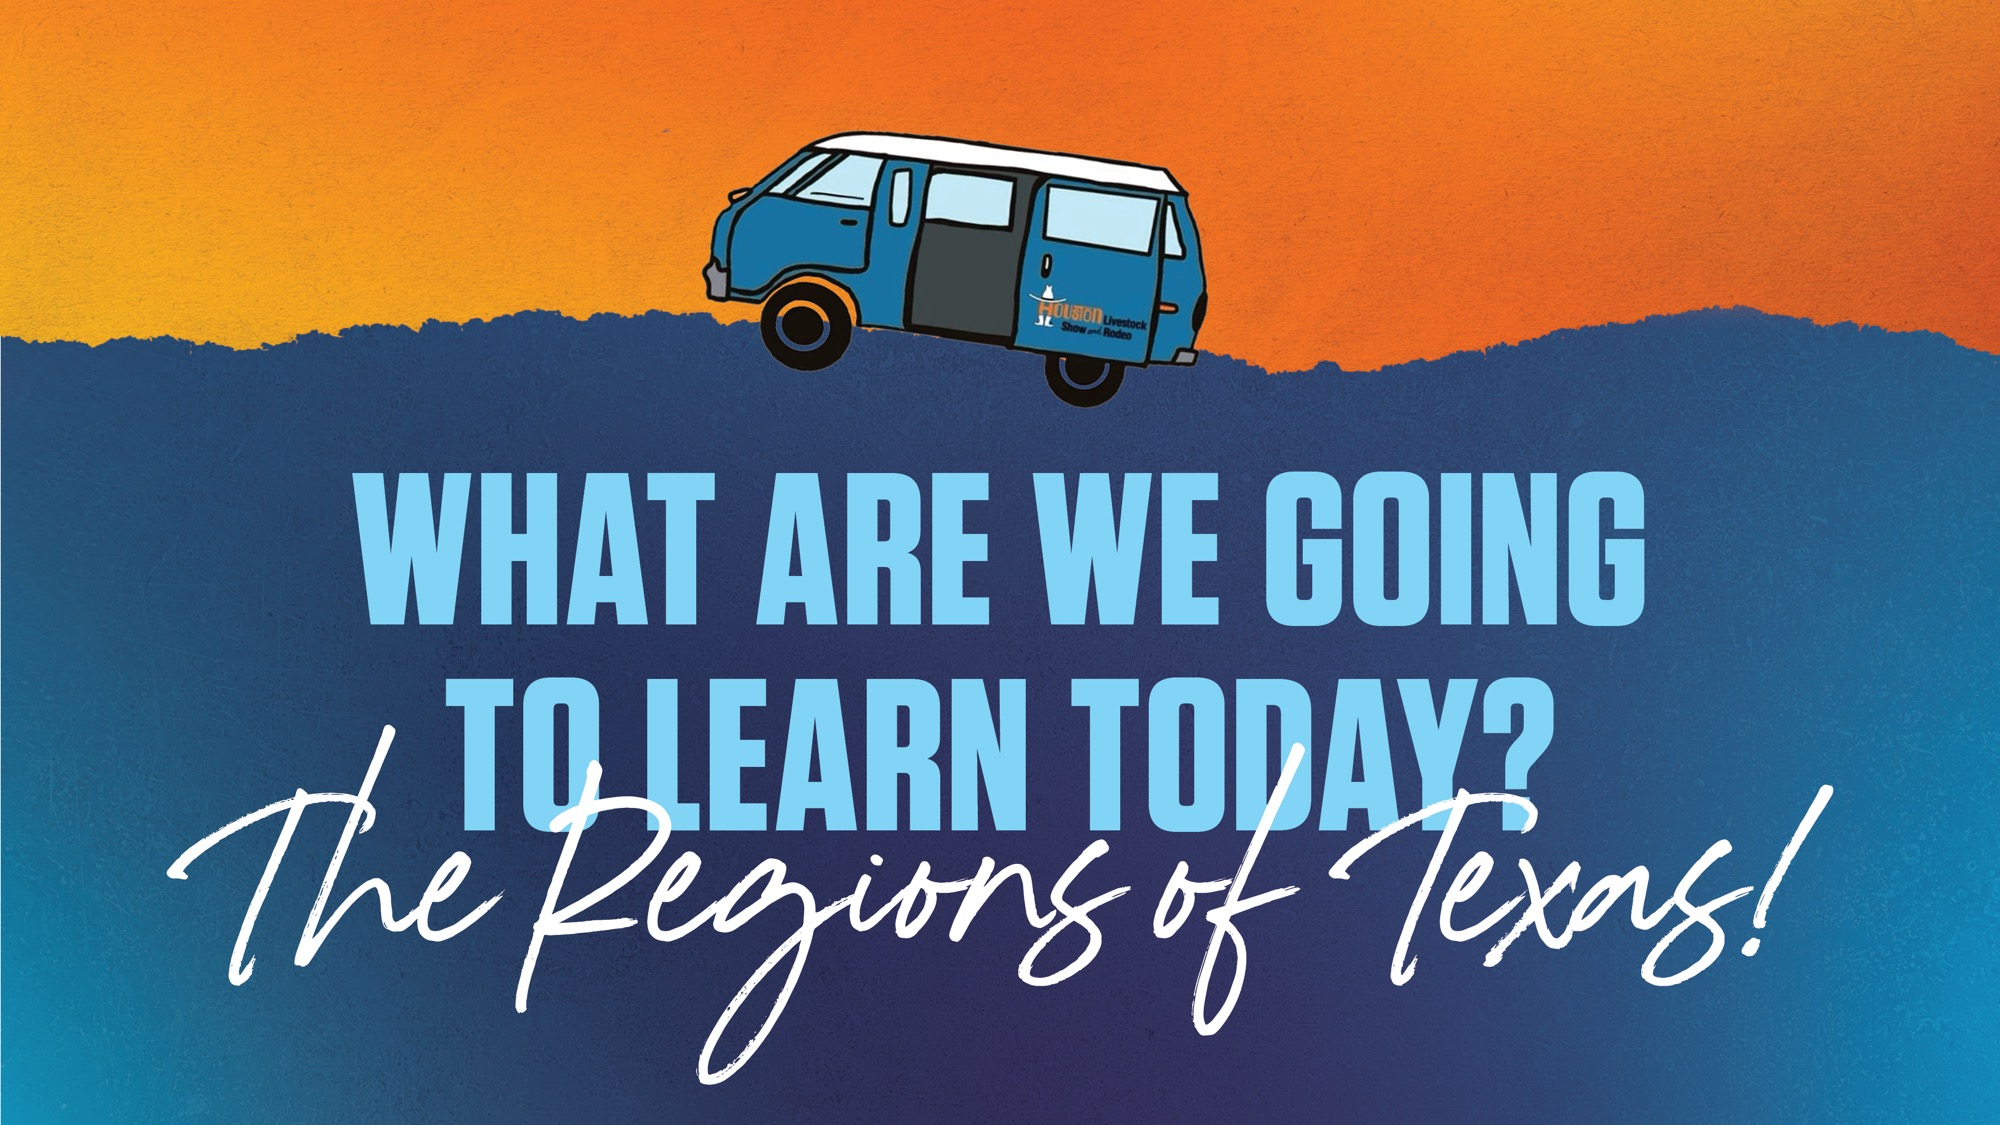 HOUSTON Livestock
Show and Rodeo
WHAT ARE WE GOING
TO LEARN TODAY?
The Regions of Texas!